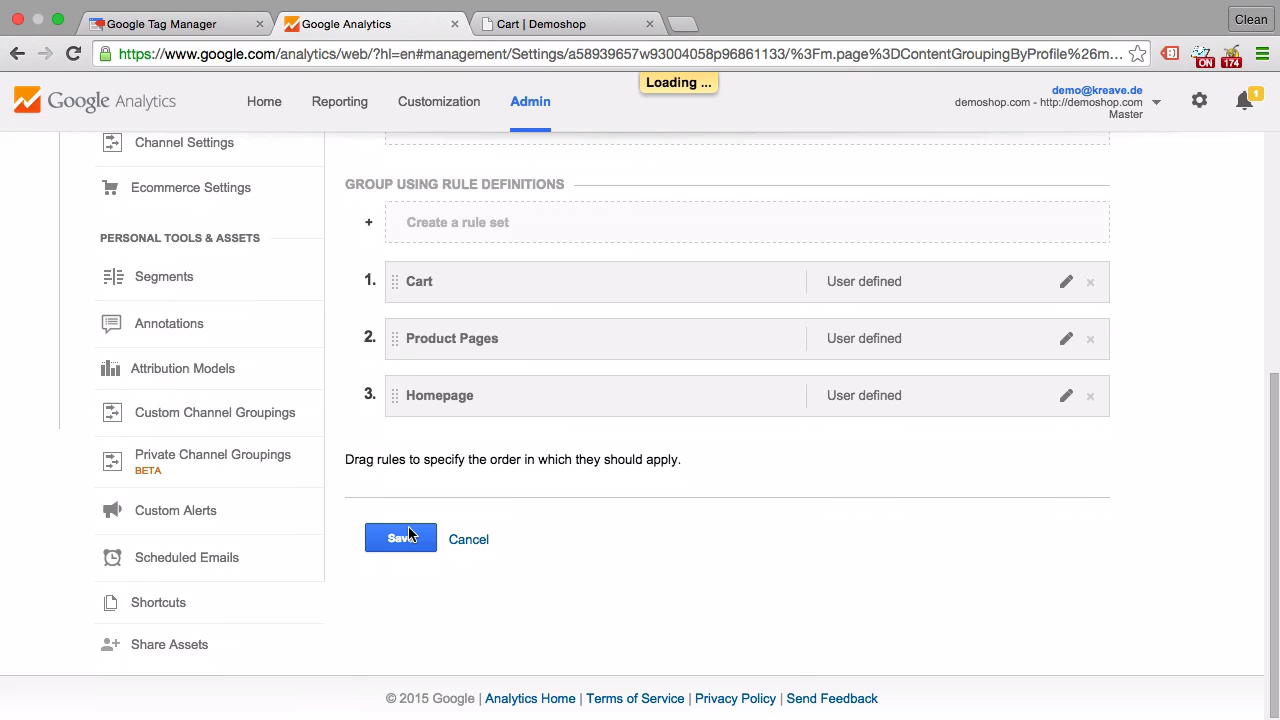 Google Tag Manager
Google Analytics
Cart | Demoshop
Clean
https://www.google.com/analytics/web/?hl=en#management/Settings/a58939657w93004058p96861133/%3Fm.page%3DContentGroupingByProfile%26m...
ON
174
Loading ...
Google Analytics
Home
Reporting
Customization
Admin
demo@kreave.de
demoshop.com - http://demoshop.com
Master
1
Channel Settings
Ecommerce Settings
PERSONAL TOOLS & ASSETS
Segments
Annotations
Attribution Models
Custom Channel Groupings
Private Channel Groupings
BETA
Custom Alerts
Scheduled Emails
Shortcuts
Share Assets
GROUP USING RULE DEFINITIONS
+ Create a rule set
1. Cart User defined
2. Product Pages User defined
3. Homepage User defined
Drag rules to specify the order in which they should apply.
Save Cancel
© 2015 Google | Analytics Home | Terms of Service | Privacy Policy | Send Feedback